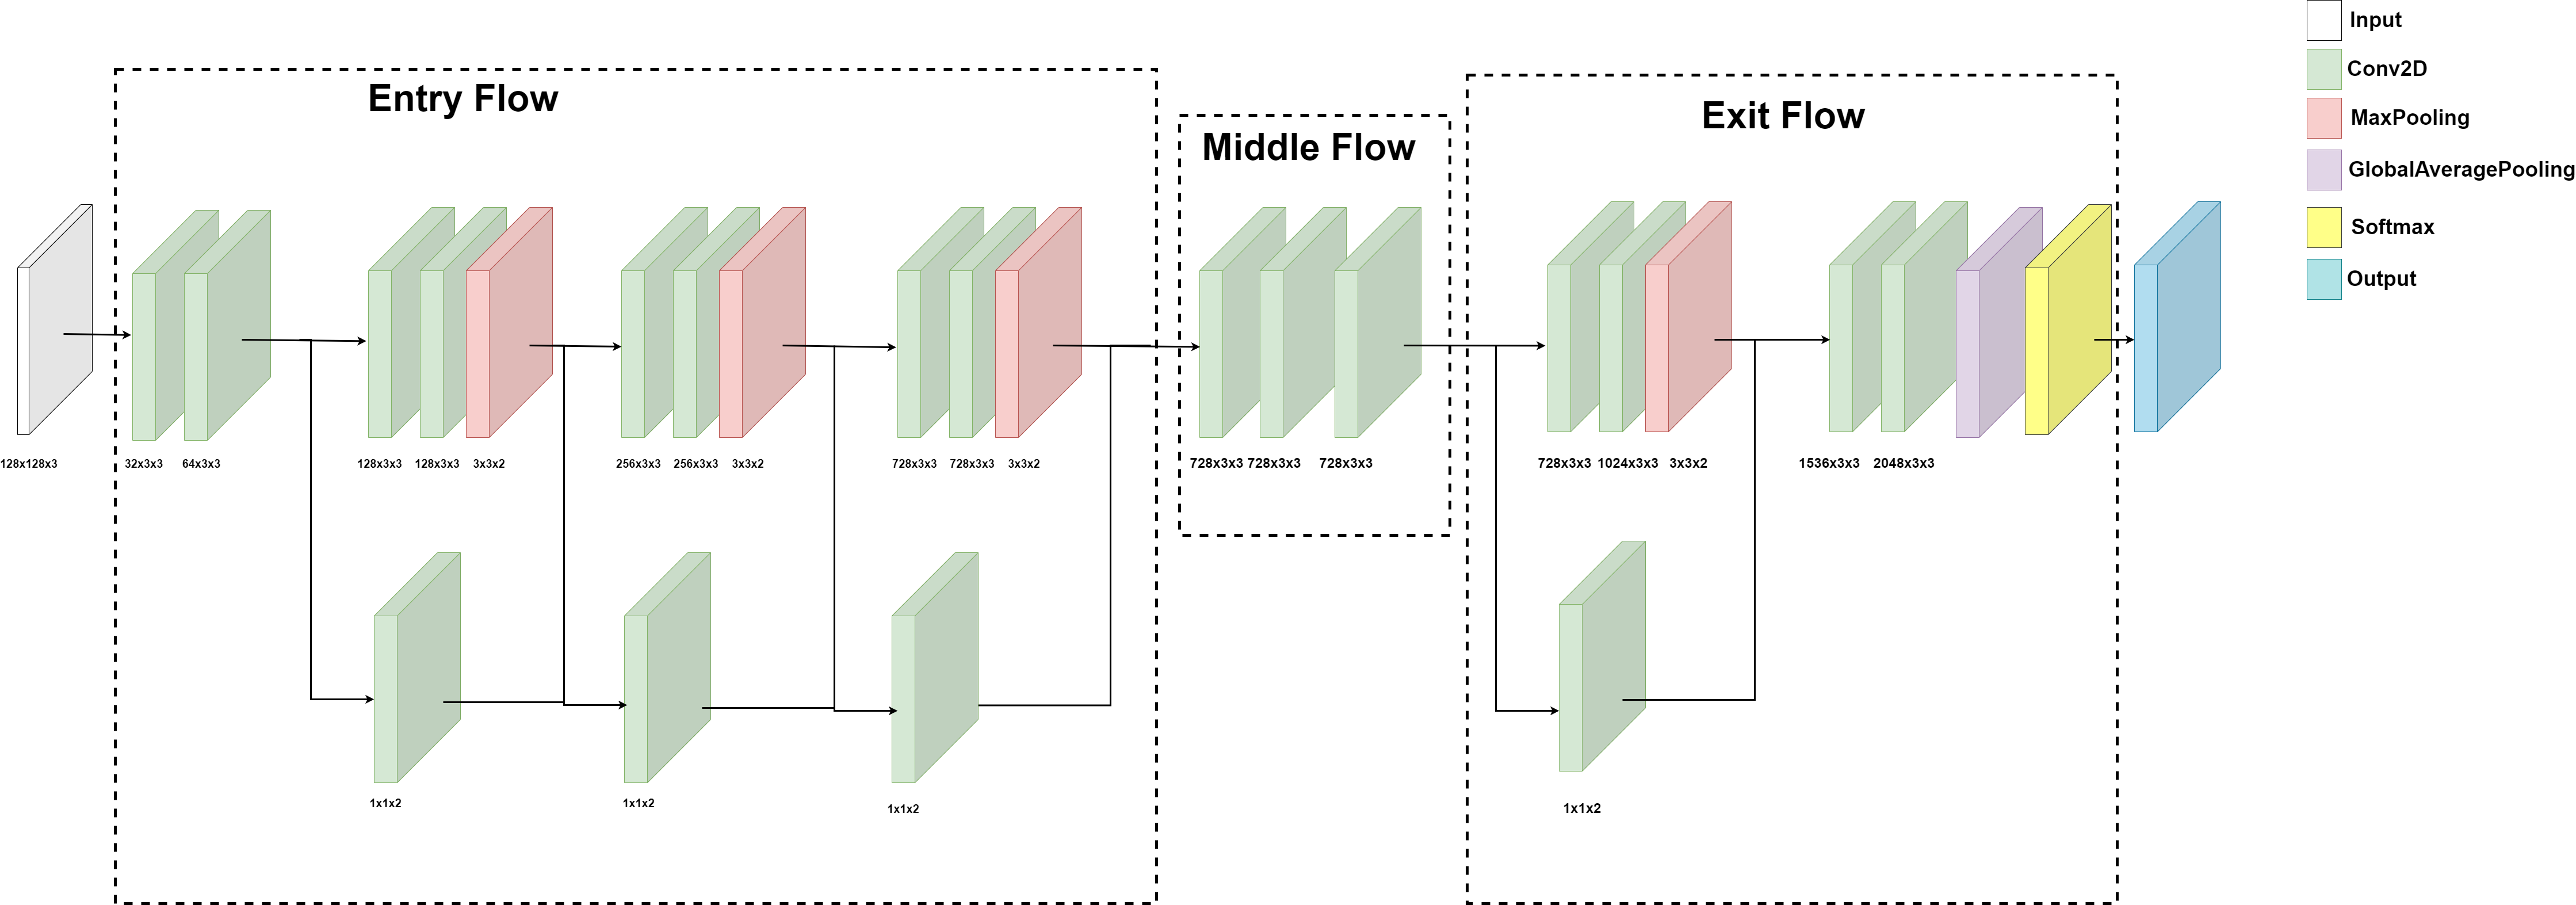 Input
Conv2D
MaxPooling
GlobalAveragePooling
Softmax
Output
Entry Flow
Middle Flow
Exit Flow
128x128x3
32x3x3 64x3x3
128x3x3 128x3x3 3x3x2
256x3x3 256x3x3 3x3x2
728x3x3 728x3x3 3x3x2
728x3x3 728x3x3 728x3x3
728x3x3 1024x3x3 3x3x2
1536x3x3 2048x3x3
1x1x2
1x1x2
1x1x2
1x1x2